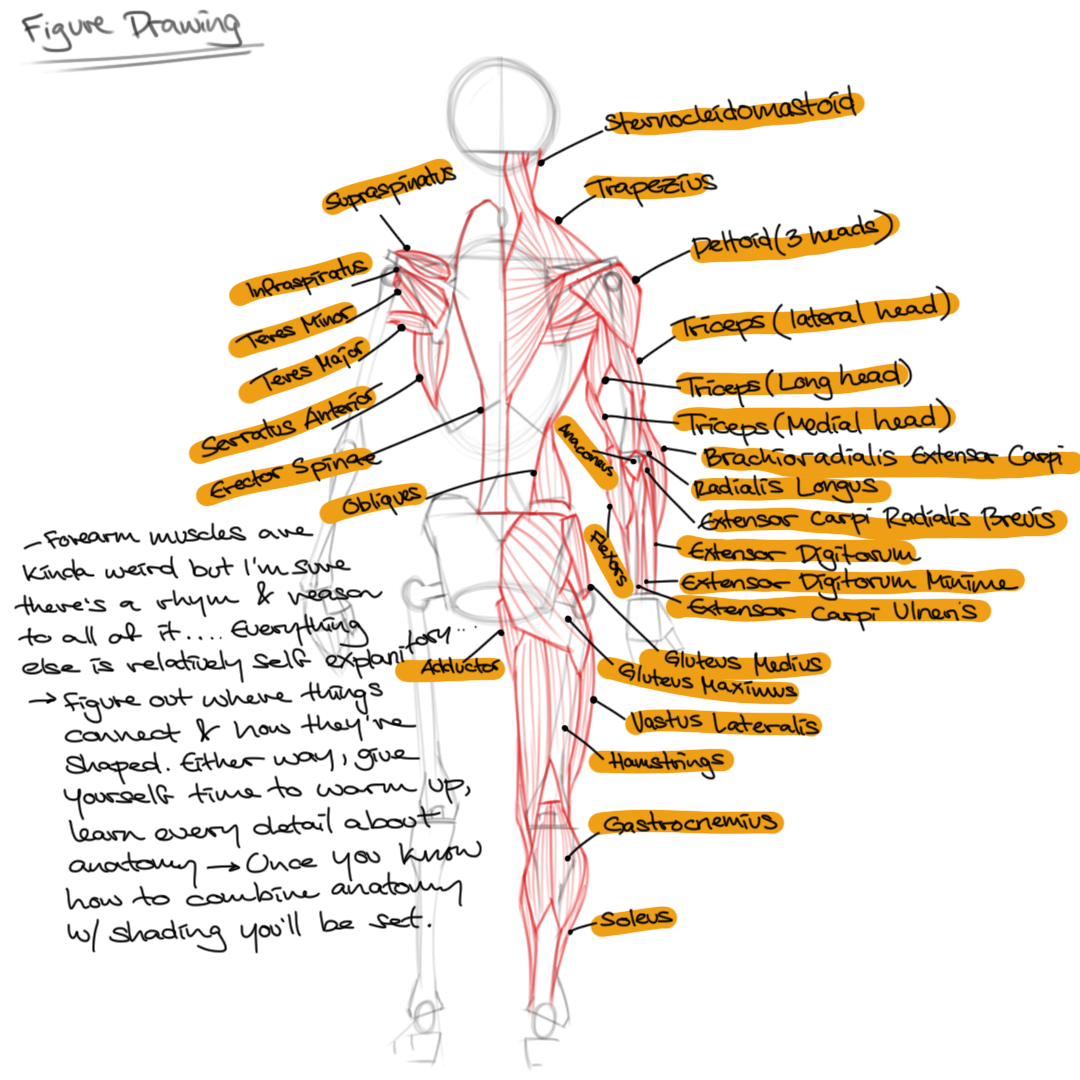 Figure Drawing
Sternocleidomastoid
Trapezius
Deltoid (3 heads)
Triceps (lateral head)
Triceps (Long head)
Triceps (Medial head)
Brachioradialis Extensor Carpi
Radialis Longus
Extensor Carpi Radialis Brevis
Extensor Digitorum
Extensor Digitorum Minime
Extensor Carpi Ulneris
Anaconeus
Flexors
Gluteus Medius
Gluteus Maximus
Vastus Lateralis
Hamstrings
Gastrocnemius
Soleus
Supraspinatus
Infraspiratus
Teres Minor
Teres Major
Serratus Anterior
Erector Spinae
Obliques
Adductor
- Forearm muscles are
kinda weird but I'm sure
there's a rhym & reason
to all of it.... Everything
else is relatively self explanitory...
→ Figure out where things
connect & how they're
shaped. Either way, give
yourself time to warm up,
learn every detail about
anatomy → Once you know
how to combine anatomy
w/ shading you'll be set.